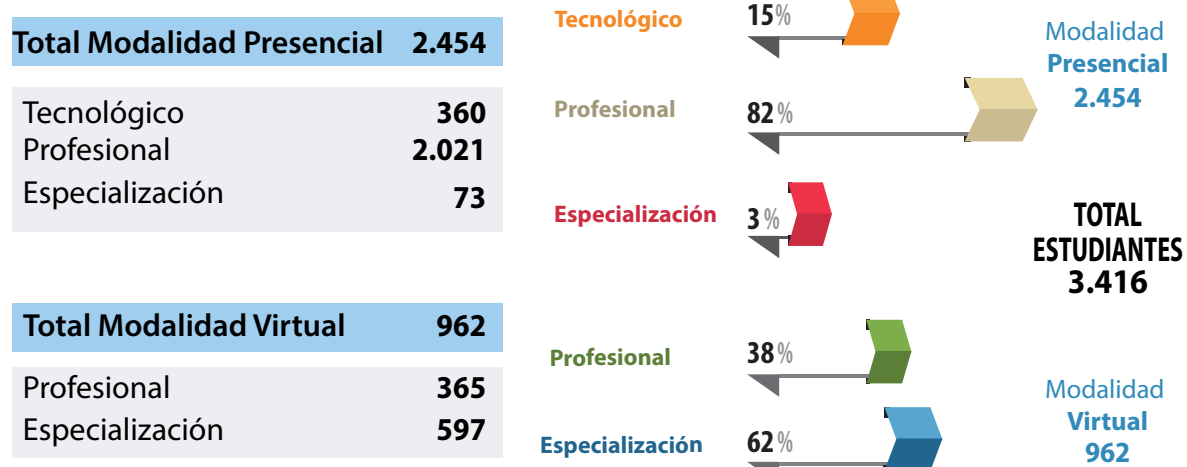 Total Modalidad Presencial 2.454
Tecnológico 360
Profesional 2.021
Especialización 73
Total Modalidad Virtual 962
Profesional 365
Especialización 597
Tecnológico 15%
Profesional 82%
Especialización 3%
Profesional 38%
Especialización 62%
Modalidad
Presencial
2.454
TOTAL
ESTUDIANTES
3.416
Modalidad
Virtual
962